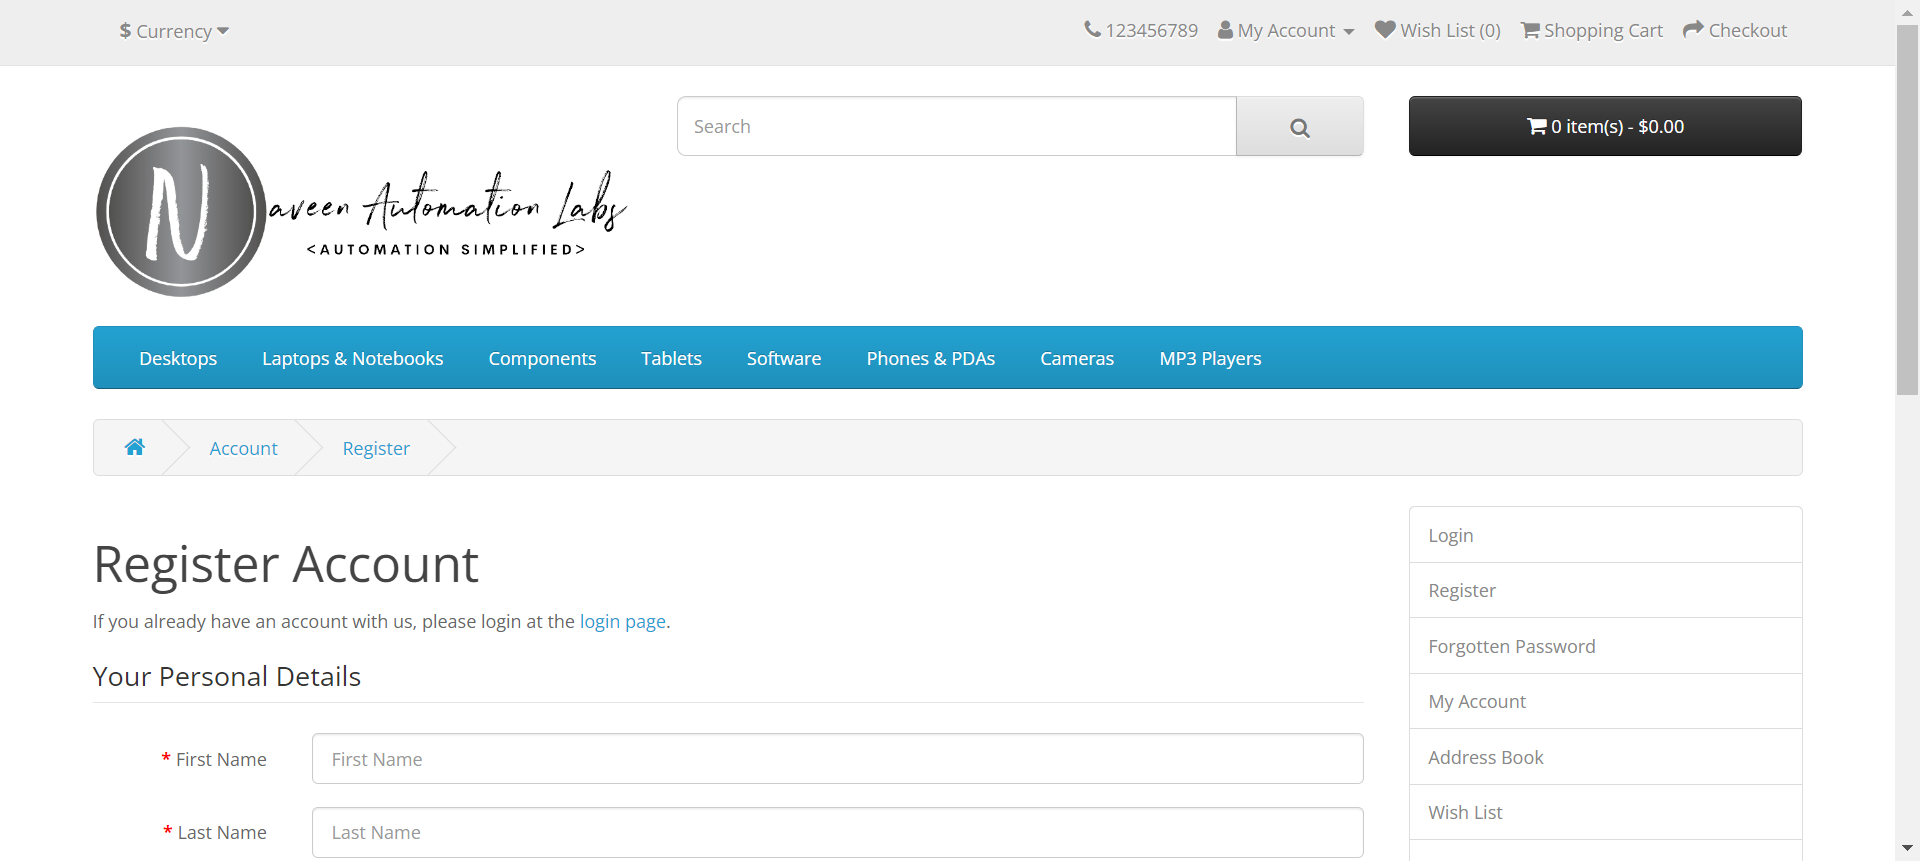 $ Currency
123456789 My Account Wish List (0) Shopping Cart Checkout
Search
0 item(s) - $0.00
Naveen Automation Labs
<AUTOMATION SIMPLIFIED>
Desktops Laptops & Notebooks Components Tablets Software Phones & PDAs Cameras MP3 Players
Account Register
Register Account
If you already have an account with us, please login at the login page.
Your Personal Details
* First Name First Name
* Last Name Last Name
Login
Register
Forgotten Password
My Account
Address Book
Wish List